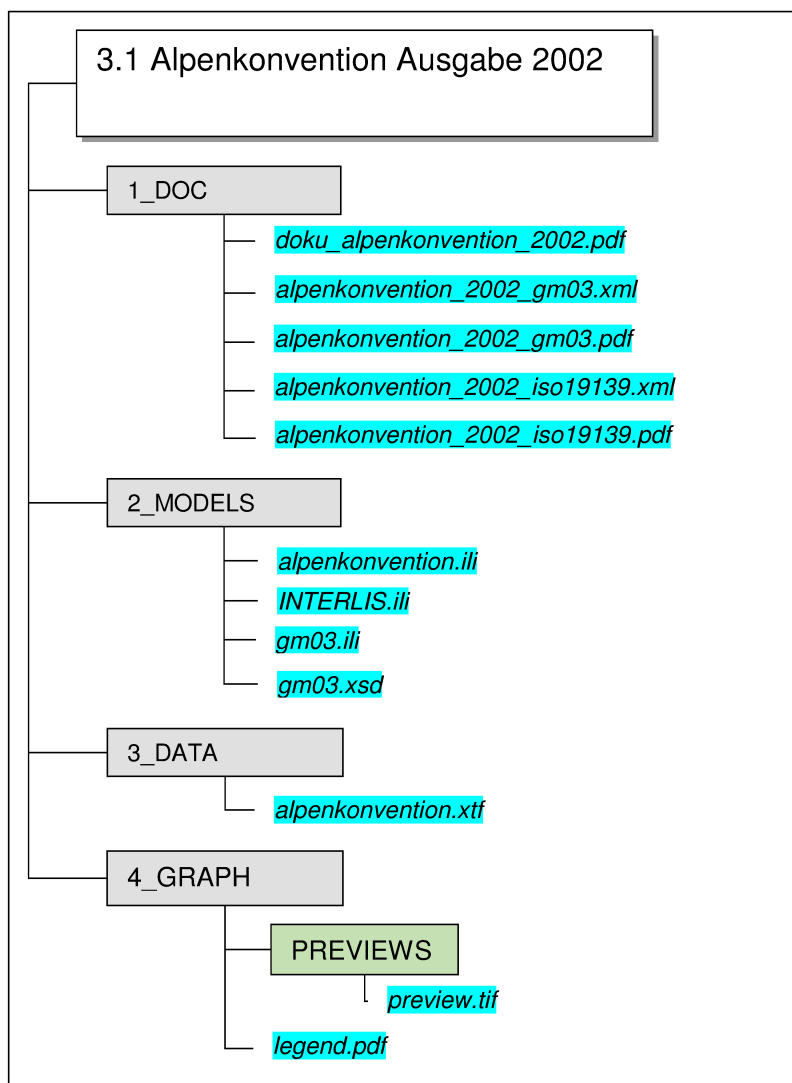 3.1 Alpenkonvention Ausgabe 2002
1_DOC
doku_alpenkonvention_2002.pdf
alpenkonvention_2002_gm03.xml
alpenkonvention_2002_gm03.pdf
alpenkonvention_2002_iso19139.xml
alpenkonvention_2002_iso19139.pdf
2_MODELS
alpenkonvention.ili
INTERLIS.ili
gm03.ili
gm03.xsd
3_DATA
alpenkonvention.xtf
4_GRAPH
PREVIEWS
preview.tif
legend.pdf